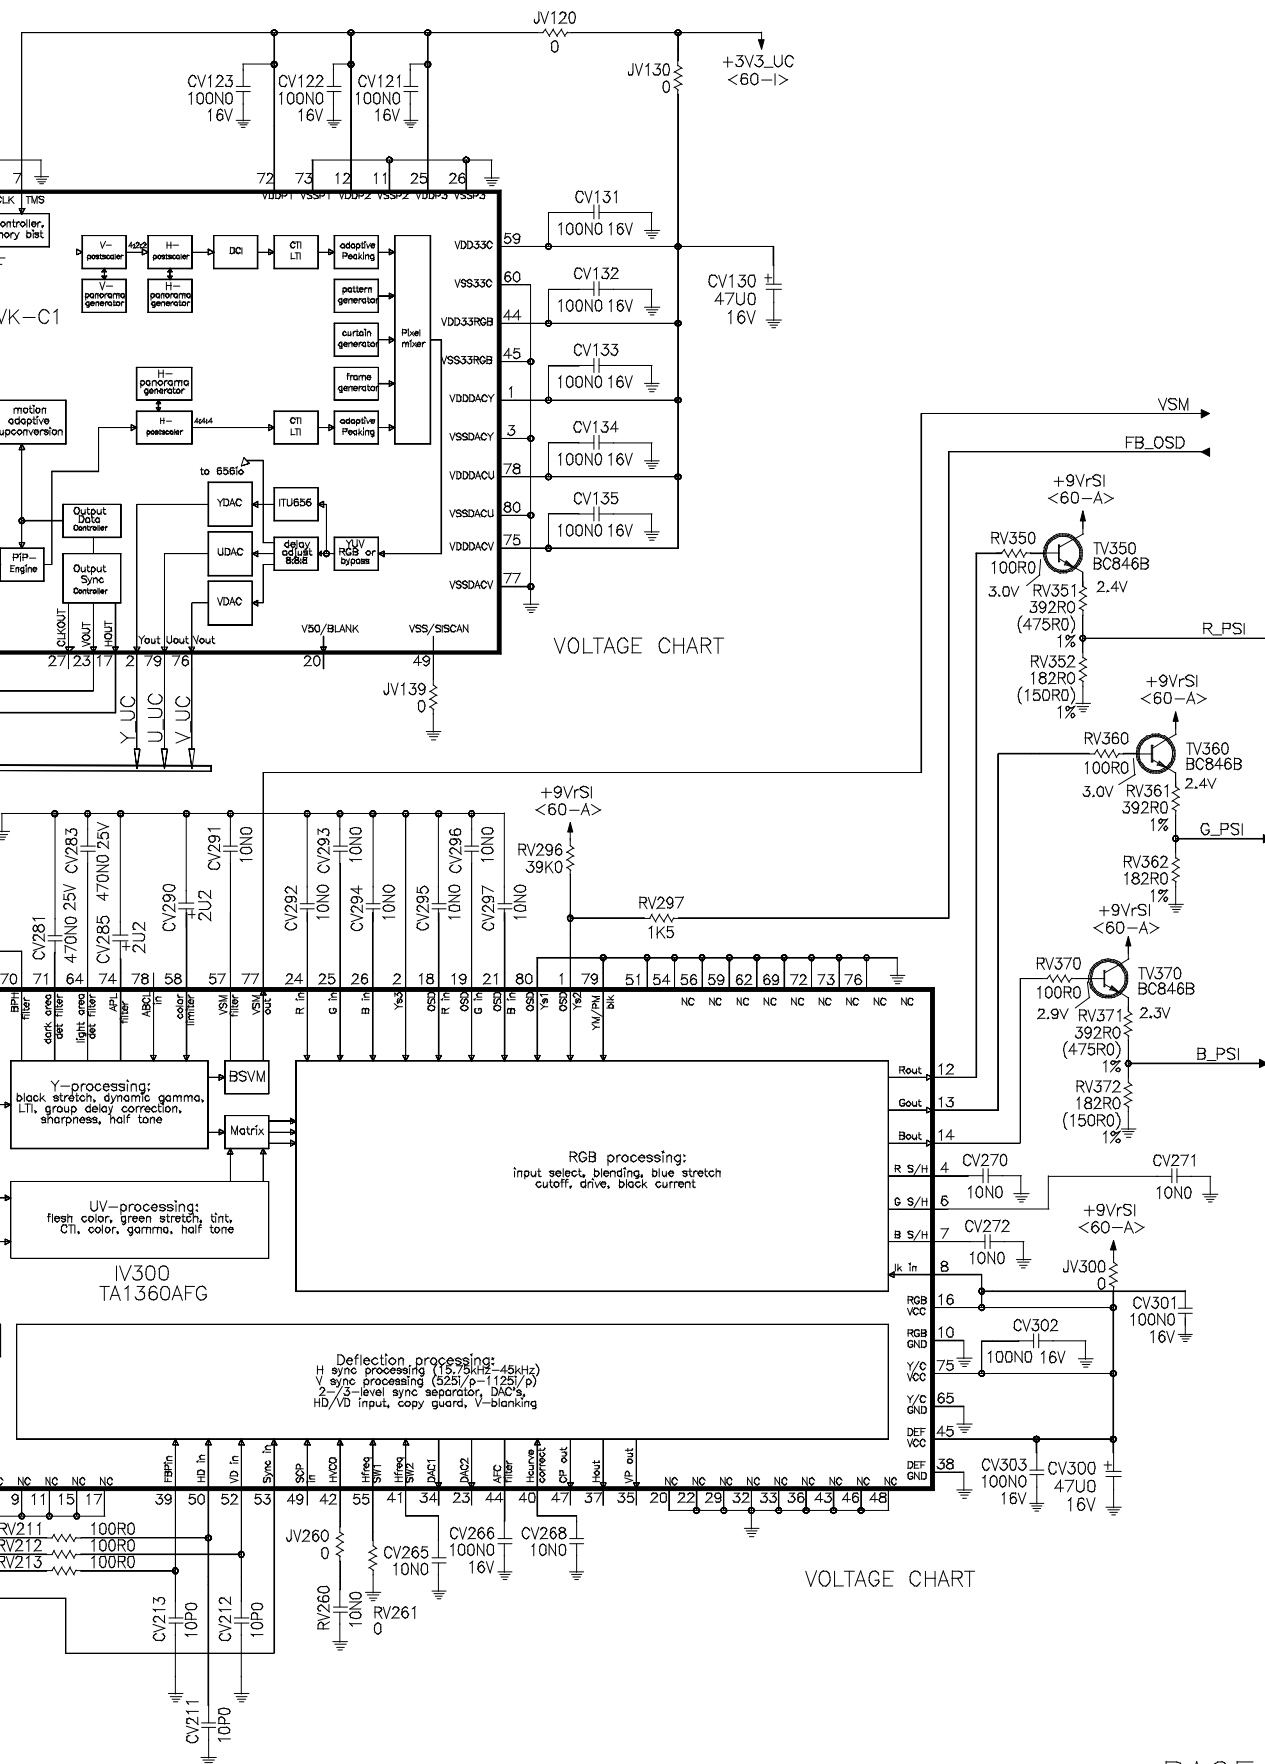 JV120
0
+3V3_UC
<60-I>
JV130
0
CV123
100N0
16V
CV122
100N0
16V
CV121
100N0
16V
7
72
73
12
11
25
26
CLK TMS
VDDP1
VSSP1
VDDP2
VSSP2
VDDP3
VSSP3
ontroller,
nory bist
V-
postscaler
4:2:2
H-
postscaler
DCI
CTI
LTI
adaptive
Peaking
V-
panorama
generator
H-
panorama
generator
pattern
generator
VK-C1
curtain
generator
Pixel
mixer
frame
generator
H-
panorama
generator
motion
adaptive
upconversion
H-
postscaler
4:4:4
CTI
LTI
adaptive
Peaking
to 656io
YDAC
ITU656
Output
Data
Controller
UDAC
delay
adjust
8:8:8
YUV
RGB or
bypass
PIP-
Engine
Output
Sync
Controller
VDAC
CLKOUT
VOUT
HOUT
Yout Uout Vout
V50/BLANK
VSS/SISCAN
27 23 17 2 79 76
20
49
JV139
0
Y_UC
U_UC
V_UC
VDD33C
59
VSS33C
60
VDD33RGB
44
VSS33RGB
45
VDDDACY
1
VSSDACY
3
VDDDACU
78
VSSDACU
80
VDDDACV
75
VSSDACV
77
CV131
100N0 16V
CV132
100N0 16V
CV133
100N0 16V
CV134
100N0 16V
CV135
100N0 16V
CV130
47U0
16V
+
VOLTAGE CHART
VSM
FB_OSD
+9VrSI
<60-A>
RV350
100R0
TV350
BC846B
3.0V
2.4V
RV351
392R0
(475R0)
1%
R_PSI
RV352
182R0
(150R0)
1%
+9VrSI
<60-A>
RV360
100R0
TV360
BC846B
3.0V
2.4V
RV361
392R0
1%
G_PSI
RV362
182R0
1%
+9VrSI
<60-A>
RV370
100R0
TV370
BC846B
2.9V
2.3V
RV371
392R0
(475R0)
1%
B_PSI
RV372
182R0
(150R0)
1%
+9VrSI
<60-A>
RV296
39K0
RV297
1K5
CV281
470N0 25V
CV283
470N0 25V
CV285
2U2
CV290
2U2
CV291
10N0
CV292
10N0
CV293
10N0
CV294
10N0
CV295
10N0
CV296
10N0
CV297
10N0
70 71 64 74 78 58 57 77 24 25 26 2 18 19 21 80 1 79 51 54 56 59 62 69 72 73 76
BPH
filter
dark area
det filter
light area
det filter
APL
filter
ABCL
in
color
limiter
VSM
filter
VSM
out
R in
G in
B in
Ys3
OSD
R in
OSD
G in
OSD
B in
OSD
Ys1
OSD
Ys2
YM/PM
blk
NC NC NC NC NC NC NC NC NC
Y-processing:
black stretch, dynamic gamma,
LTI, group delay correction,
sharpness, half tone
BSVM
Matrix
UV-processing:
flesh color, green stretch, tint,
CTI, color, gamma, half tone
IV300
TA1360AFG
RGB processing:
input select, blending, blue stretch
cutoff, drive, black current
Rout
12
Gout
13
Bout
14
R S/H
4
G S/H
6
B S/H
7
Ik in
8
RGB
VCC
16
RGB
GND
10
Y/C
VCC
75
Y/C
GND
65
DEF
VCC
45
DEF
GND
38
CV270
10N0
CV271
10N0
CV272
10N0
+9VrSI
<60-A>
JV300
0
CV301
100N0
16V
CV302
100N0 16V
CV303
100N0
16V
CV300
47U0
16V
+
Deflection processing:
H sync processing (15.75kHz-45kHz)
V sync processing (525i/p-1125i/p)
2-/3-level sync separator, DAC's,
HD/VD input, copy guard, V-blanking
NC NC NC NC
FBPin
HD in
VD in
Sync in
SCP
in
HVCO
Hfreq
SW1
Hfreq
SW2
DAC1
DAC2
AFC
filter
Hcurve
correct
CP out
Hout
VP out
NC NC NC NC NC NC NC NC NC
9 11 15 17 39 50 52 53 49 42 55 41 34 23 44 40 47 37 35 20 22 29 32 33 36 43 46 48
RV211
100R0
RV212
100R0
RV213
100R0
JV260
0
RV260
10N0
RV261
0
CV265
10N0
CV266
100N0
16V
CV268
10N0
VOLTAGE CHART
CV213
10P0
CV212
10P0
CV211
10P0